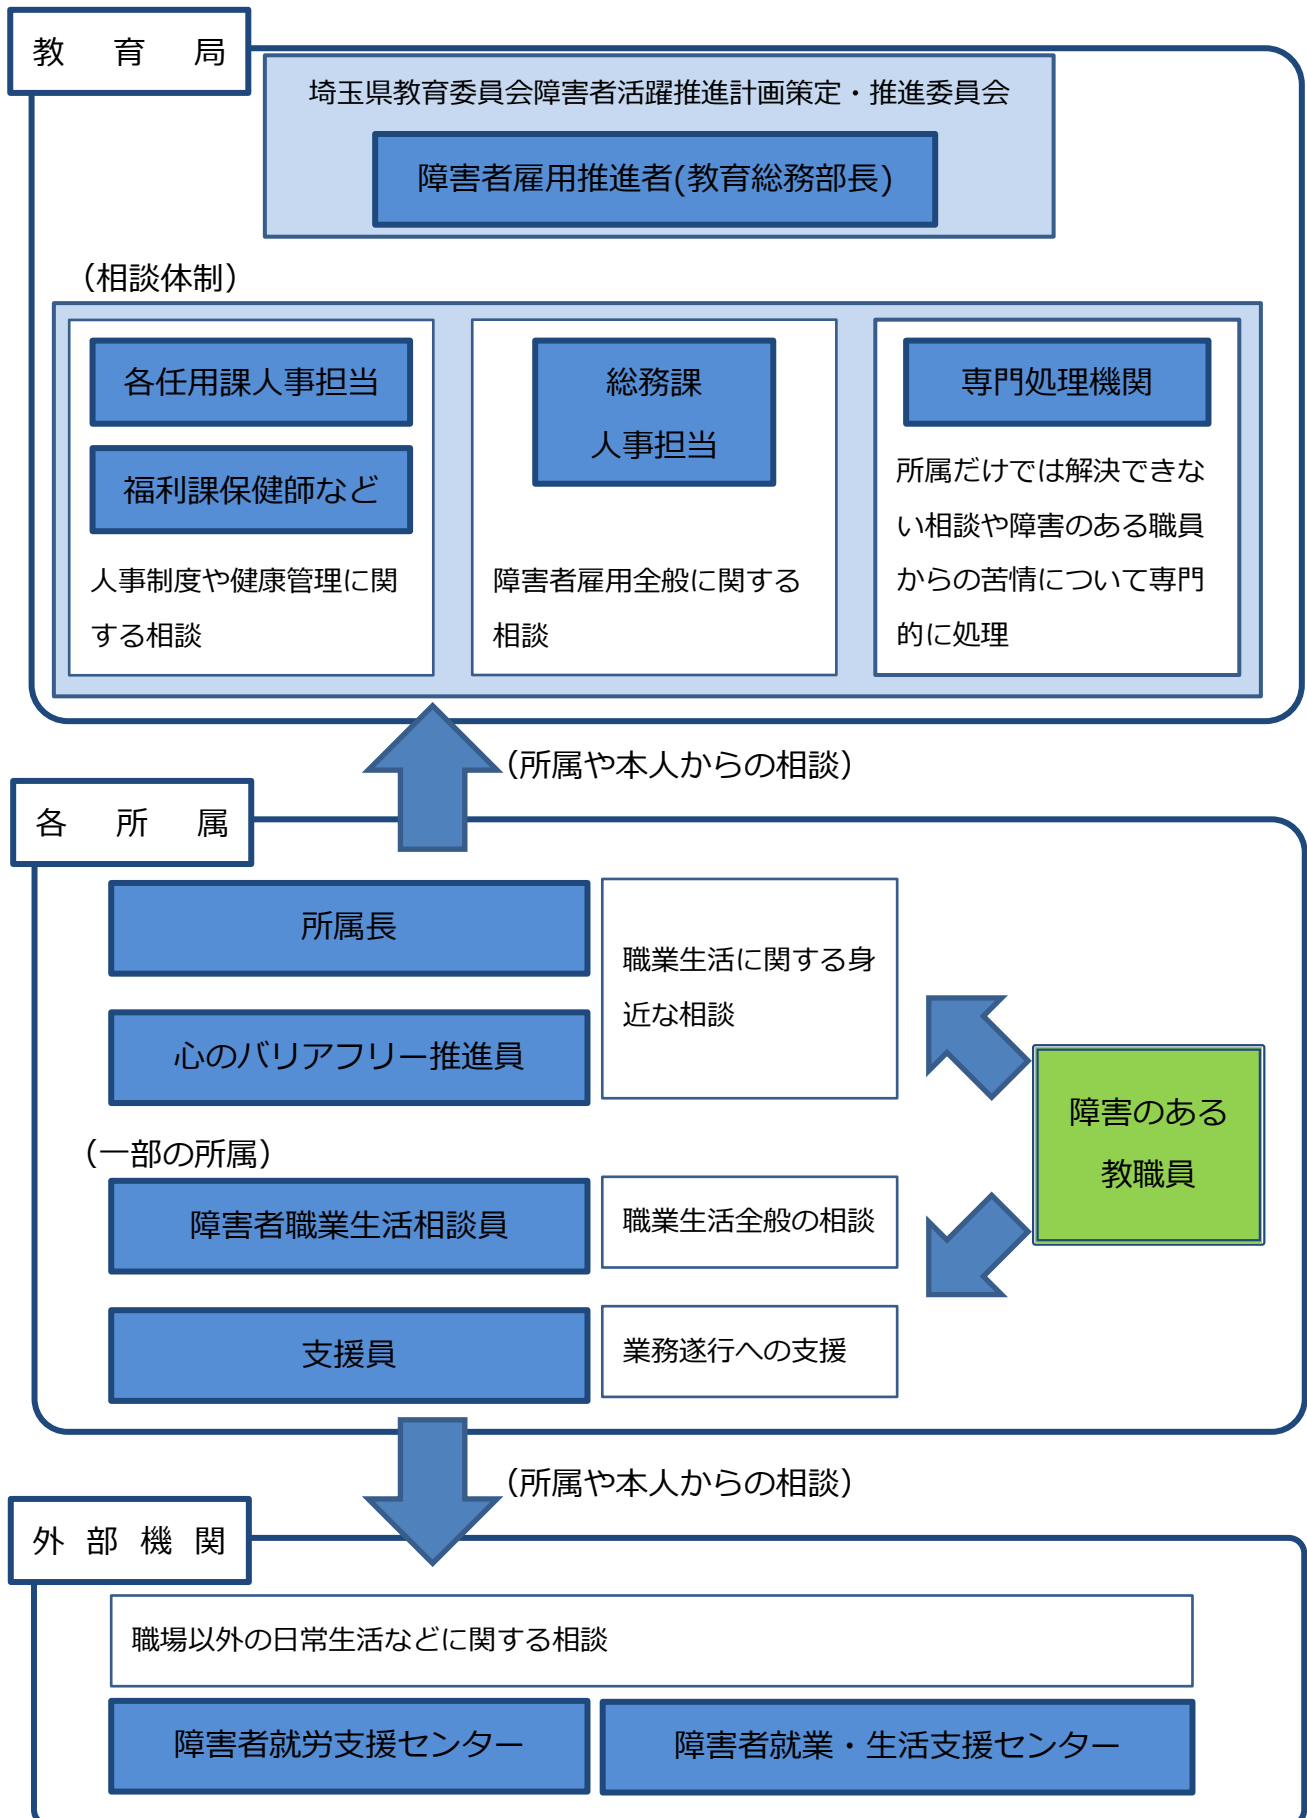 教育局
埼玉県教育委員会障害者活躍推進計画策定・推進委員会
障害者雇用推進者(教育総務部長)
（相談体制）
各任用課人事担当
福利課保健師など
人事制度や健康管理に関
する相談
総務課
人事担当
障害者雇用全般に関する
相談
専門処理機関
所属だけでは解決できな
い相談や障害のある職員
からの苦情について専門
的に処理
（所属や本人からの相談）
各所属
所属長
心のバリアフリー推進員
職業生活に関する身
近な相談
（一部の所属）
障害者職業生活相談員
職業生活全般の相談
支援員
業務遂行への支援
障害のある
教職員
（所属や本人からの相談）
外部機関
職場以外の日常生活などに関する相談
障害者就労支援センター
障害者就業・生活支援センター